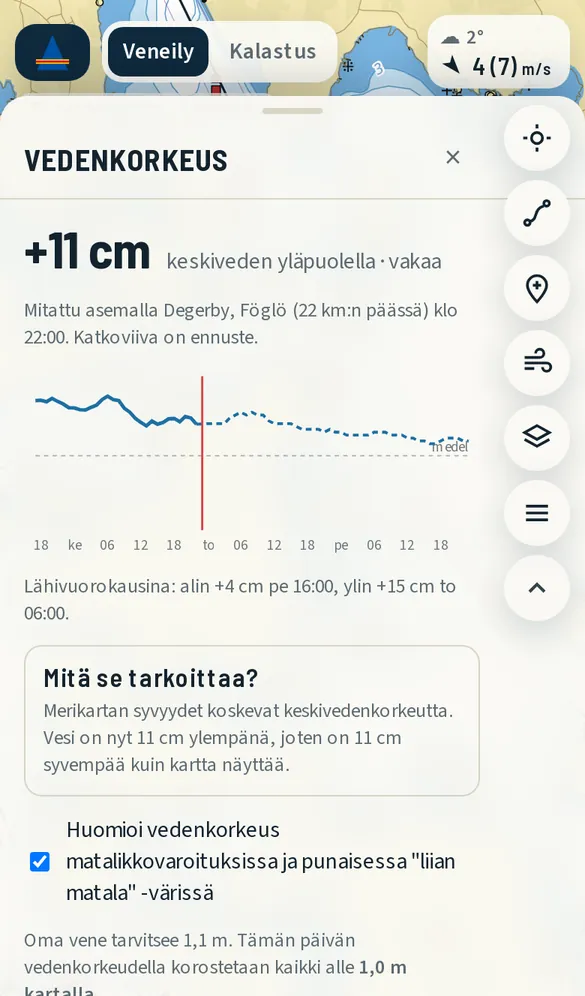 Veneily
Kalastus
2°
4 (7) m/s
3
VEDENKORKEUS
+11 cm keskiveden yläpuolella · vakaa
Mitattu asemalla Degerby, Föglö (22 km:n päässä) klo
22:00. Katkoviiva on ennuste.
medel
18 ke 06 12 18 to 06 12 18 pe 06 12 18
Lähivuorokausina: alin +4 cm pe 16:00, ylin +15 cm to
06:00.
Mitä se tarkoittaa?
Merikartan syvyydet koskevat keskivedenkorkeutta.
Vesi on nyt 11 cm ylempänä, joten on 11 cm
syvempää kuin kartta näyttää.
Huomioi vedenkorkeus
matalikkovaroituksissa ja punaisessa "liian
matala" -värissä
Oma vene tarvitsee 1,1 m. Tämän päivän
vedenkorkeudella korostetaan kaikki alle 1,0 m
kartalla